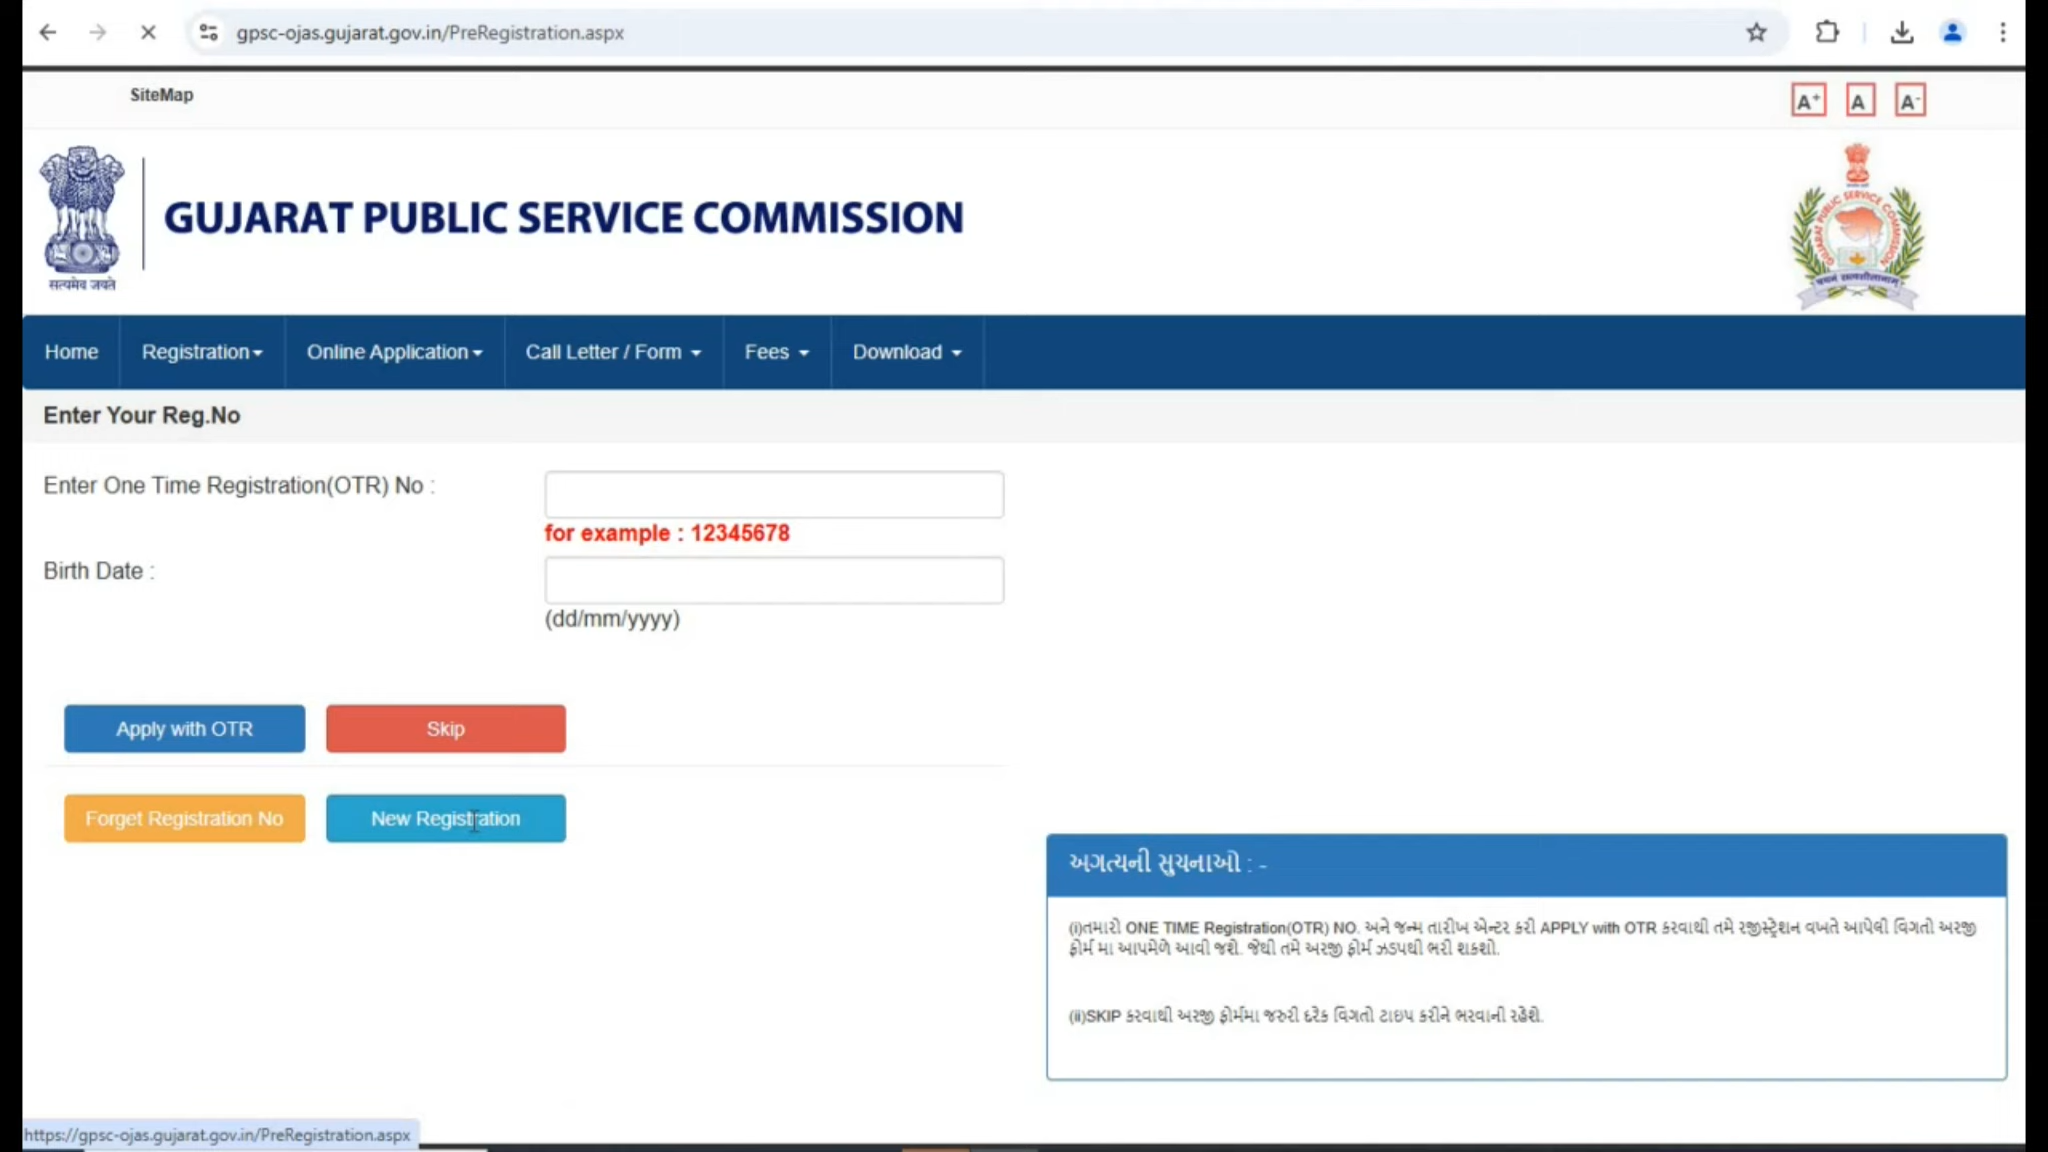 gpsc-ojas.gujarat.gov.in/PreRegistration.aspx
SiteMap
A+ A A-
सत्यमेव जयते
GUJARAT PUBLIC SERVICE COMMISSION
GUJARAT PUBLIC SERVICE COMMISSION
Home Registration Online Application Call Letter / Form Fees Download
Enter Your Reg.No
Enter One Time Registration(OTR) No :
for example : 12345678
Birth Date :
(dd/mm/yyyy)
Apply with OTR Skip
Forget Registration No New Registration
અગત્યની સુચનાઓ : -
(i)તમારો ONE TIME Registration(OTR) NO. અને જન્મ તારીખ એન્ટર કરી APPLY with OTR કરવાથી તમે રજીસ્ટ્રેશન વખતે આપેલી વિગતો અરજી
ફોર્મ મા આપમેળે આવી જશે. જેથી તમે અરજી ફોર્મ ઝડપથી ભરી શકશો.
(ii)SKIP કરવાથી અરજી ફોર્મમા જરુરી દરેક વિગતો ટાઇપ કરીને ભરવાની રહેશે.
https://gpsc-ojas.gujarat.gov.in/PreRegistration.aspx